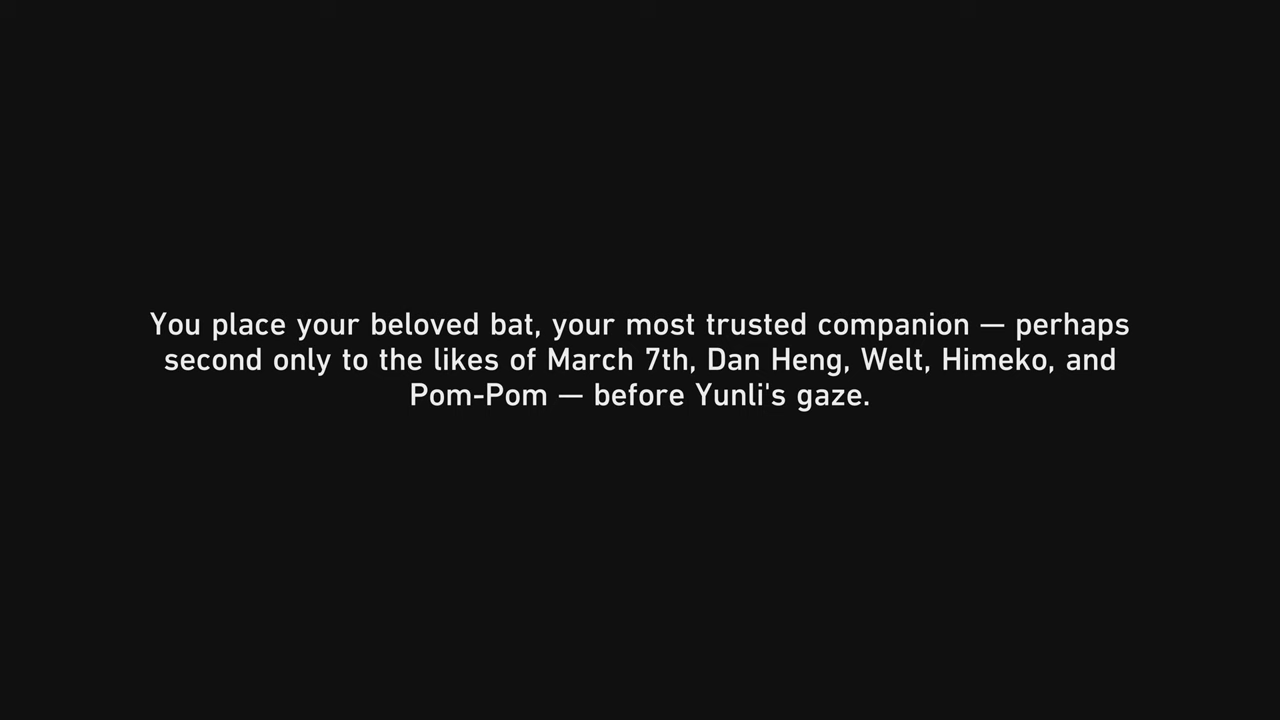 You place your beloved bat, your most trusted companion — perhaps
second only to the likes of March 7th, Dan Heng, Welt, Himeko, and
Pom-Pom — before Yunli's gaze.